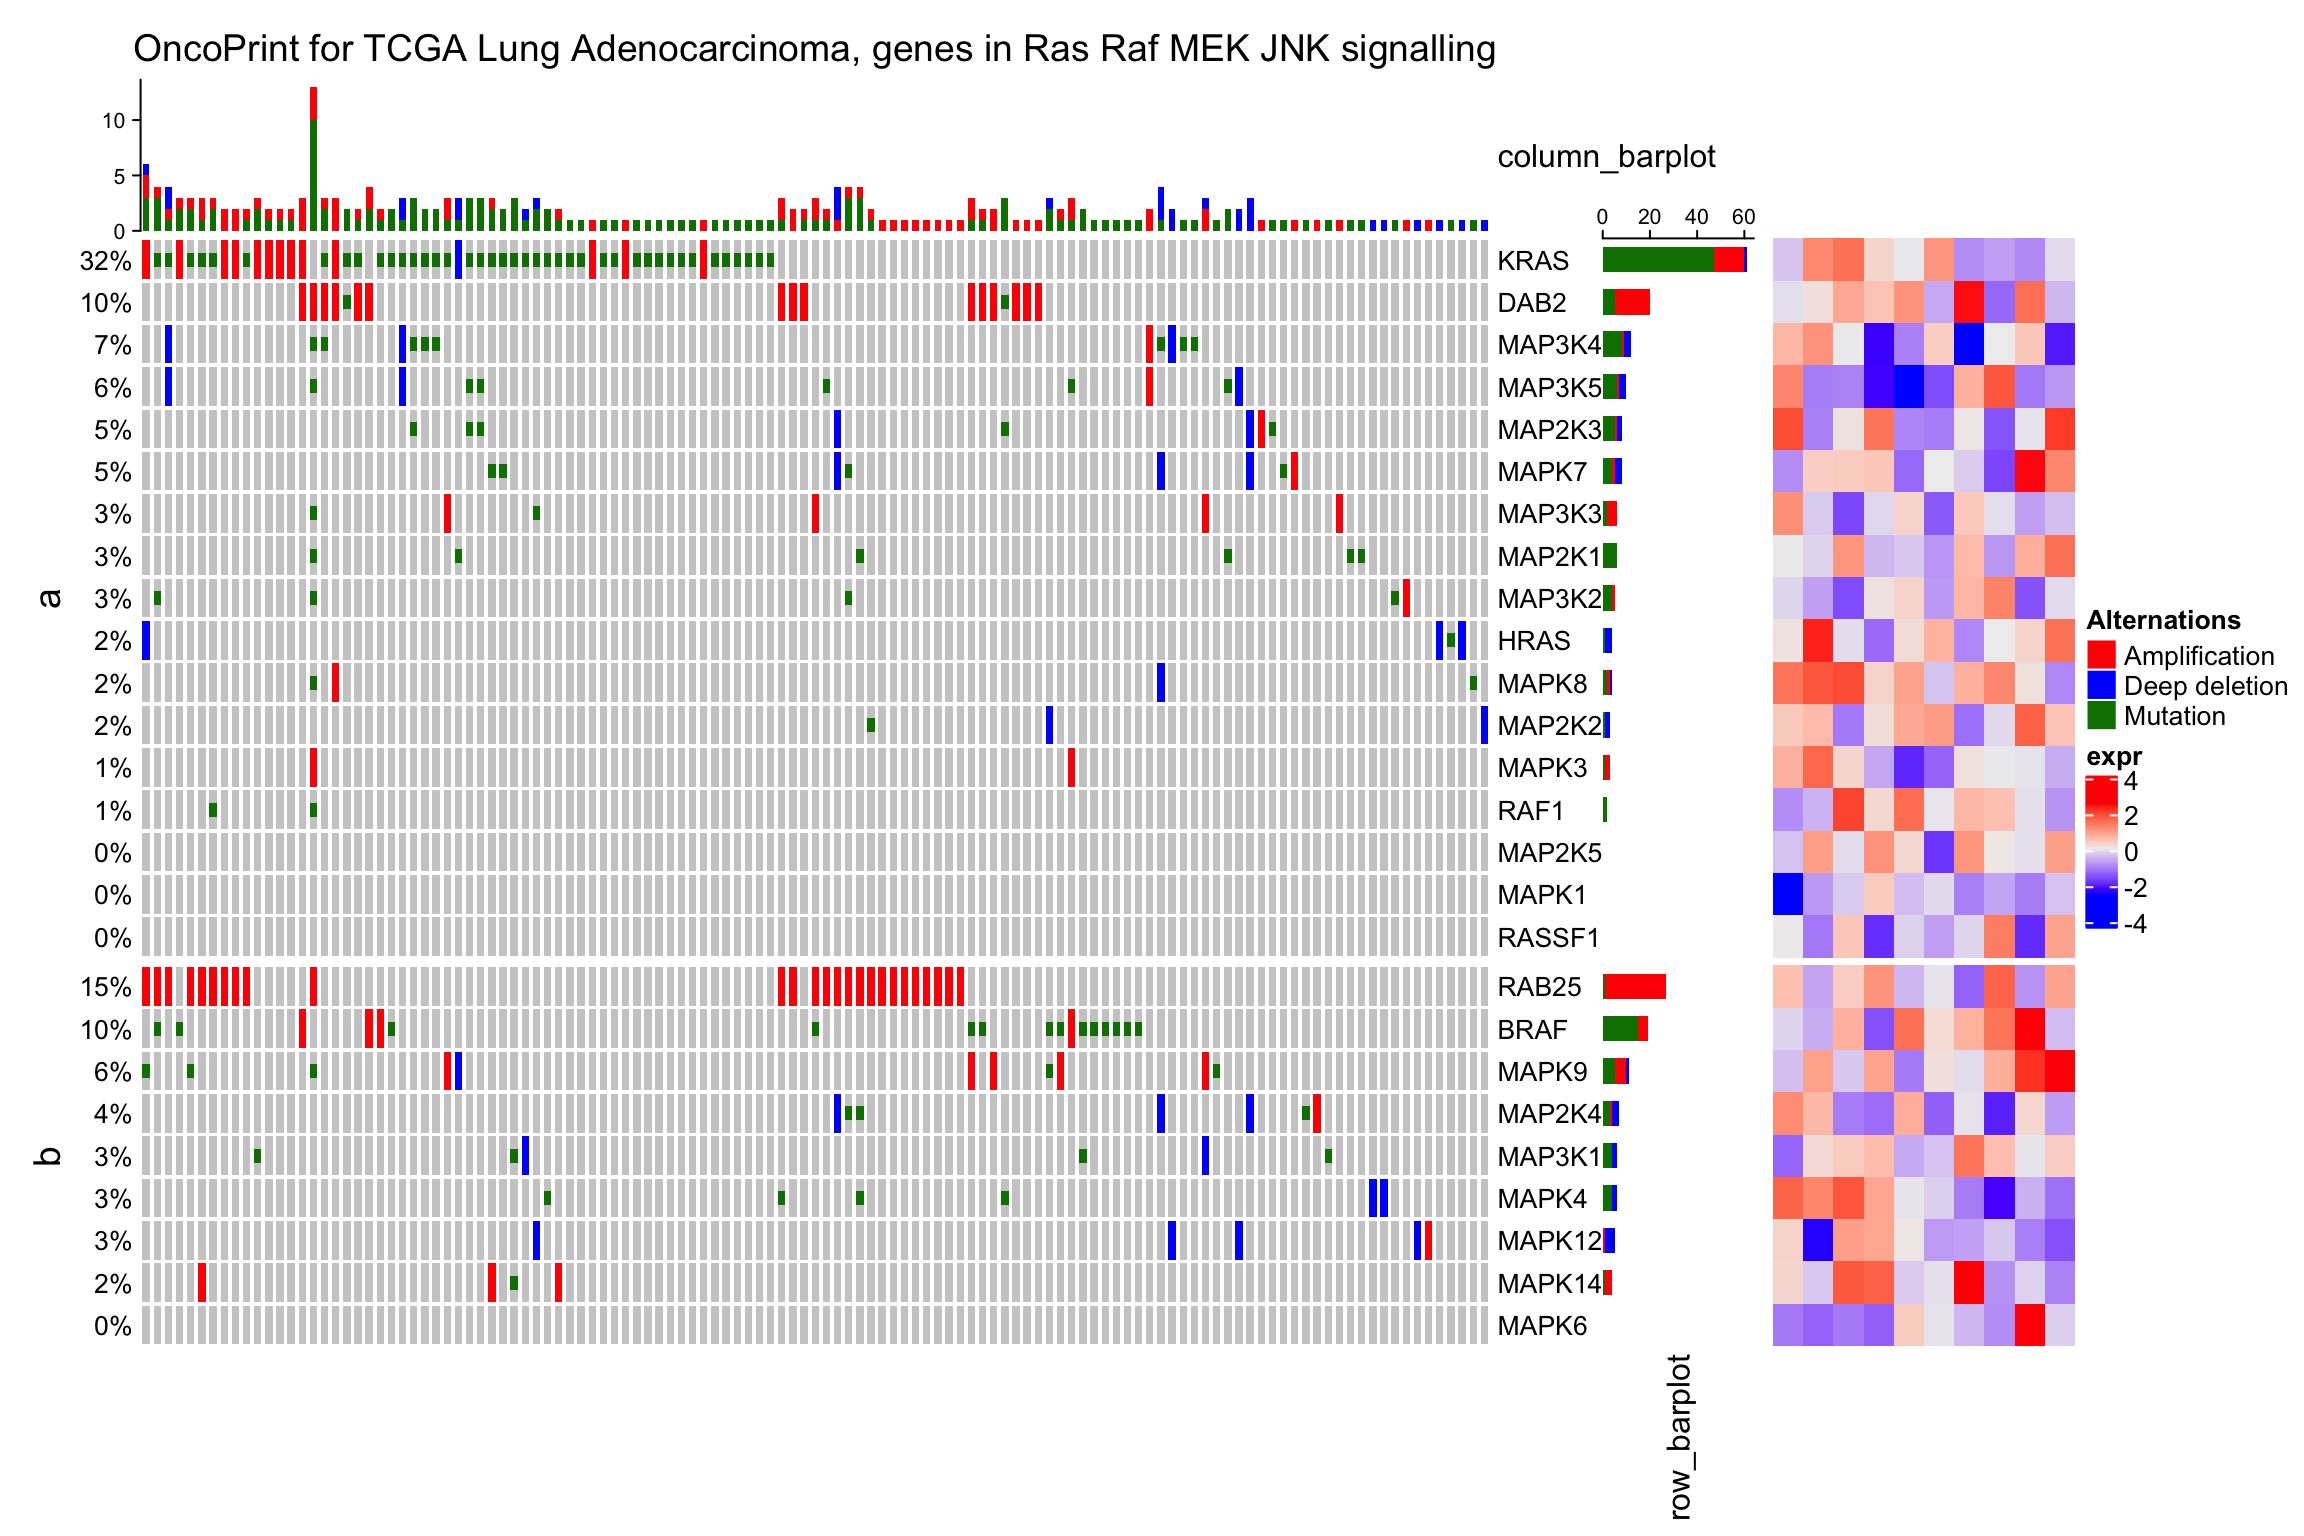 OncoPrint for TCGA Lung Adenocarcinoma, genes in Ras Raf MEK JNK signalling
10
5
0
column_barplot
0 20 40 60
32% KRAS
10% DAB2
7% MAP3K4
6% MAP3K5
5% MAP2K3
5% MAPK7
3% MAP3K3
3% MAP2K1
a
3% MAP3K2
2% HRAS
2% MAPK8
2% MAP2K2
1% MAPK3
1% RAF1
0% MAP2K5
0% MAPK1
0% RASSF1
15% RAB25
10% BRAF
6% MAPK9
4% MAP2K4
b
3% MAP3K1
3% MAPK4
3% MAPK12
2% MAPK14
0% MAPK6
row_barplot
Alternations
Amplification
Deep deletion
Mutation
expr
4
2
0
-2
-4